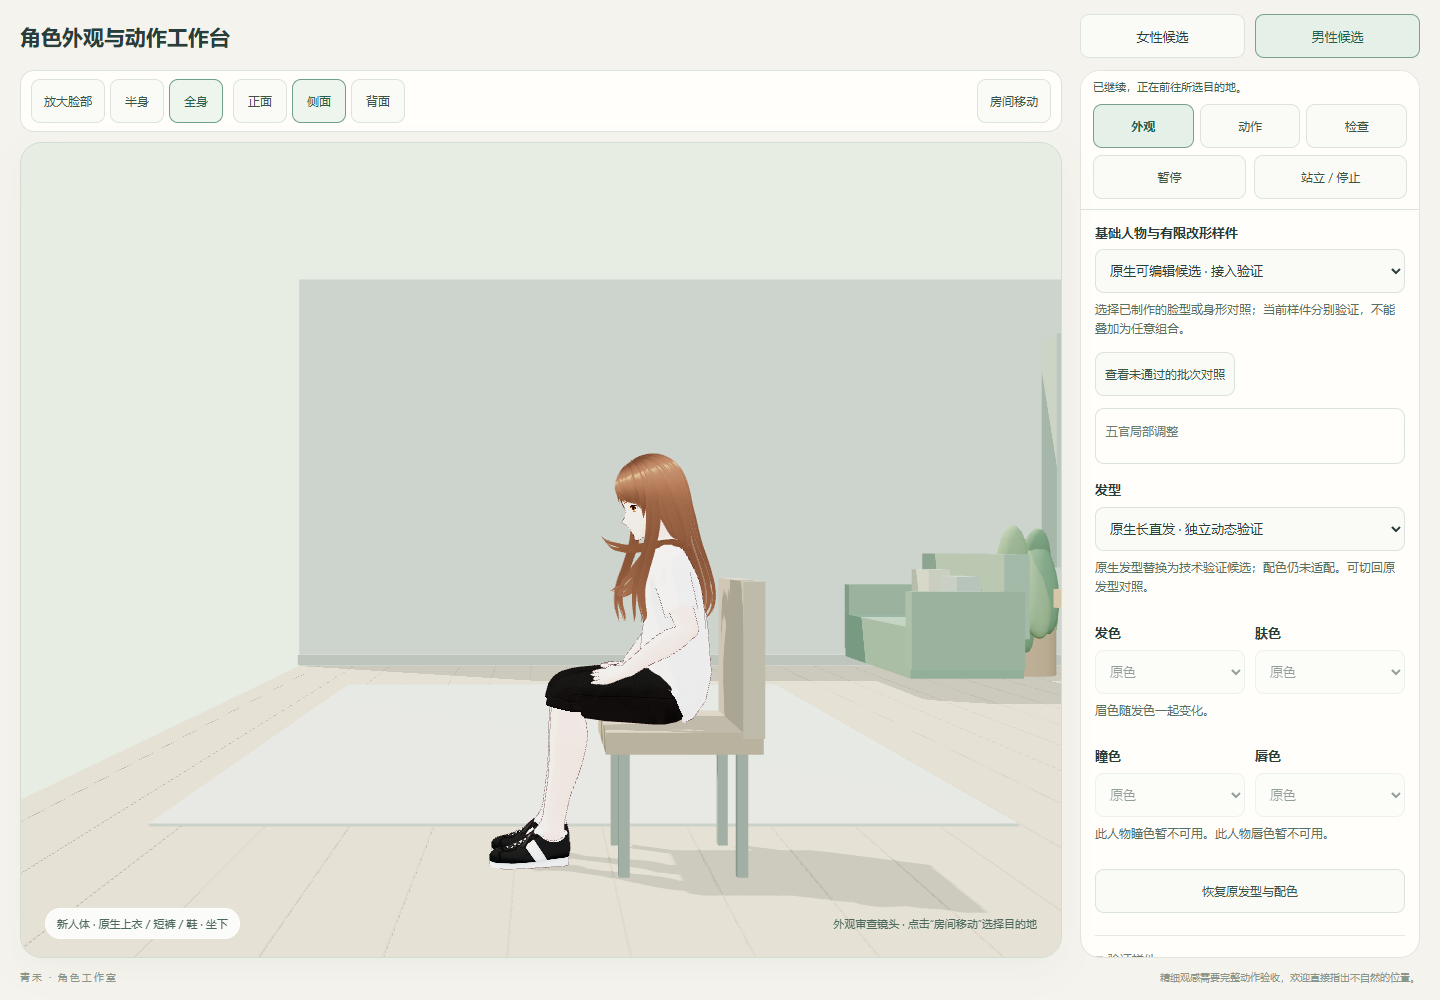 角色外观与动作工作台
女性候选
男性候选
放大脸部
半身
全身
正面
侧面
背面
房间移动
已继续，正在前往所选目的地。
外观
动作
检查
暂停
站立 / 停止
基础人物与有限改形样件
原生可编辑候选 · 接入验证
选择已制作的脸型或身形对照；当前样件分别验证，不能
叠加为任意组合。
查看未通过的批次对照
五官局部调整
发型
原生长直发 · 独立动态验证
原生发型替换为技术验证候选；配色仍未适配。可切回原
发型对照。
发色
肤色
原色
原色
眉色随发色一起变化。
瞳色
唇色
原色
原色
此人物瞳色暂不可用。此人物唇色暂不可用。
恢复原发型与配色
新人体 · 原生上衣 / 短裤 / 鞋 · 坐下
外观审查镜头 · 点击“房间移动”选择目的地
青禾 · 角色工作室
精细观感需要完整动作验收，欢迎直接指出不自然的位置。